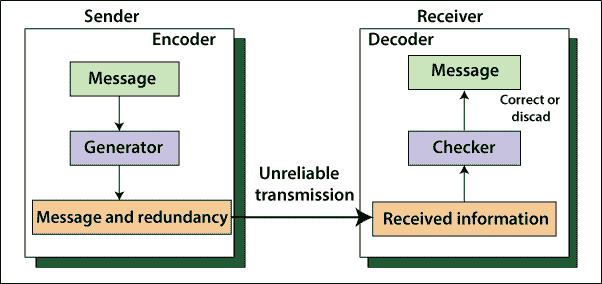 Sender
Receiver
Encoder
Decoder
Message
Generator
Message and redundancy
Unreliable
transmission
Message
Correct or
discad
Checker
Received information